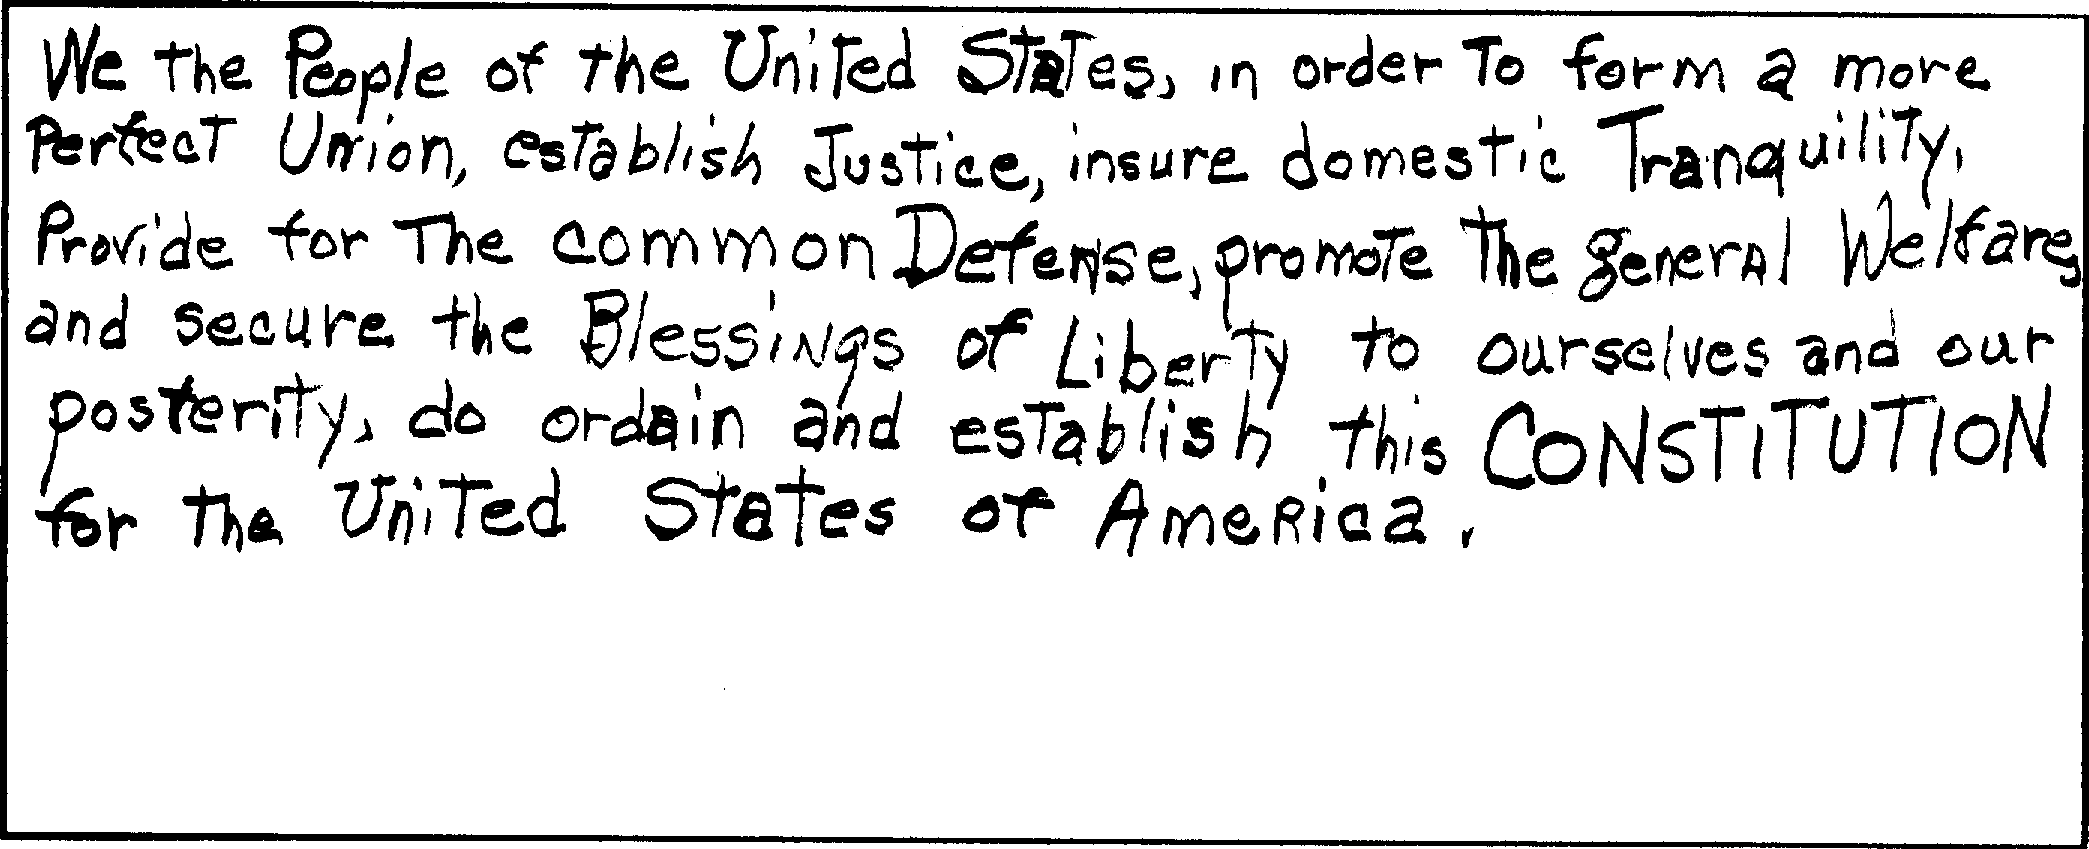 We the People of the United States, in order To form a more
Perfect Union, establish Justice, insure domestic Tranquility,
Provide for The common Defense, promote The general Welfare,
and secure the Blessings of Liberty to ourselves and our
posterity, do ordain and establish this CONSTITUTION
for the United States of America.